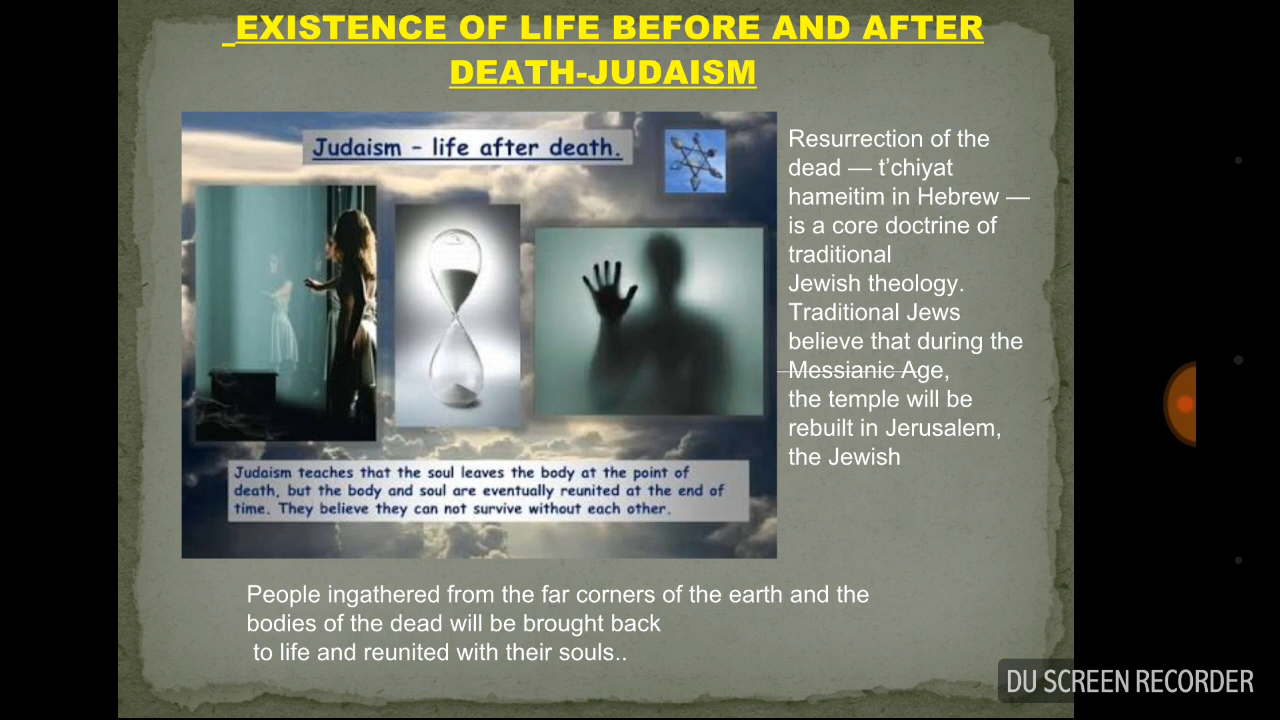 EXISTENCE OF LIFE BEFORE AND AFTER
DEATH-JUDAISM
Judaism - life after death.
Resurrection of the
dead — t’chiyat
hameitim in Hebrew —
is a core doctrine of
traditional
Jewish theology.
Traditional Jews
believe that during the
Messianic Age,
the temple will be
rebuilt in Jerusalem,
the Jewish
Judaism teaches that the soul leaves the body at the point of
death, but the body and soul are eventually reunited at the end of
time. They believe they can not survive without each other.
People ingathered from the far corners of the earth and the
bodies of the dead will be brought back
to life and reunited with their souls..
DU SCREEN RECORDER